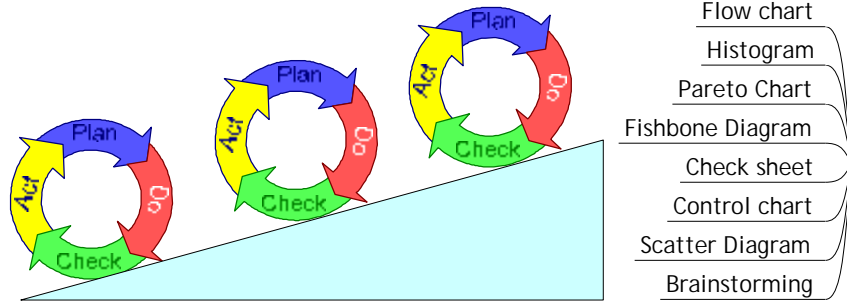 Plan
Do
Check
Act
Plan
Do
Check
Act
Plan
Do
Check
Act
Flow chart
Histogram
Pareto Chart
Fishbone Diagram
Check sheet
Control chart
Scatter Diagram
Brainstorming